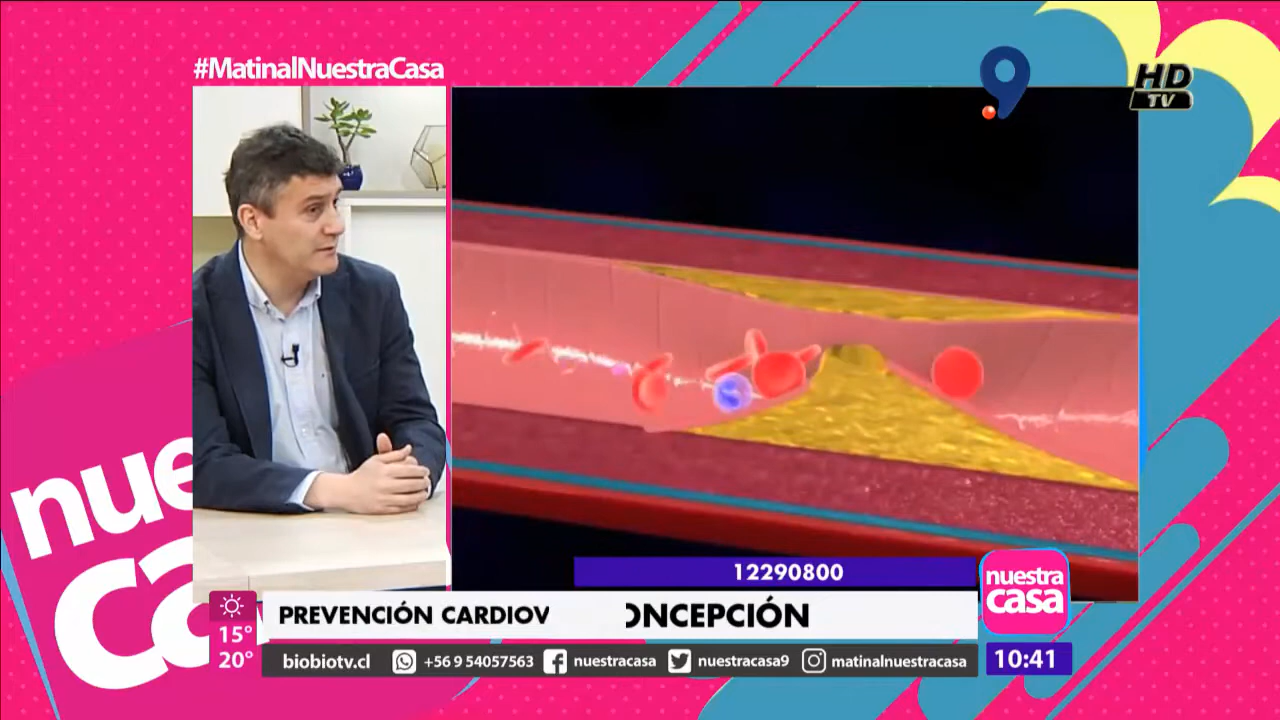 #MatinalNuestraCasa
9
HD
TV
nue
ca
12290800
nuestra
casa
PREVENCIÓN CARDIOV
ONCEPCIÓN
15°
20°
biobiotv.cl +56 9 54057563 nuestracasa nuestracasa9 matinalnuestracasa
10:41